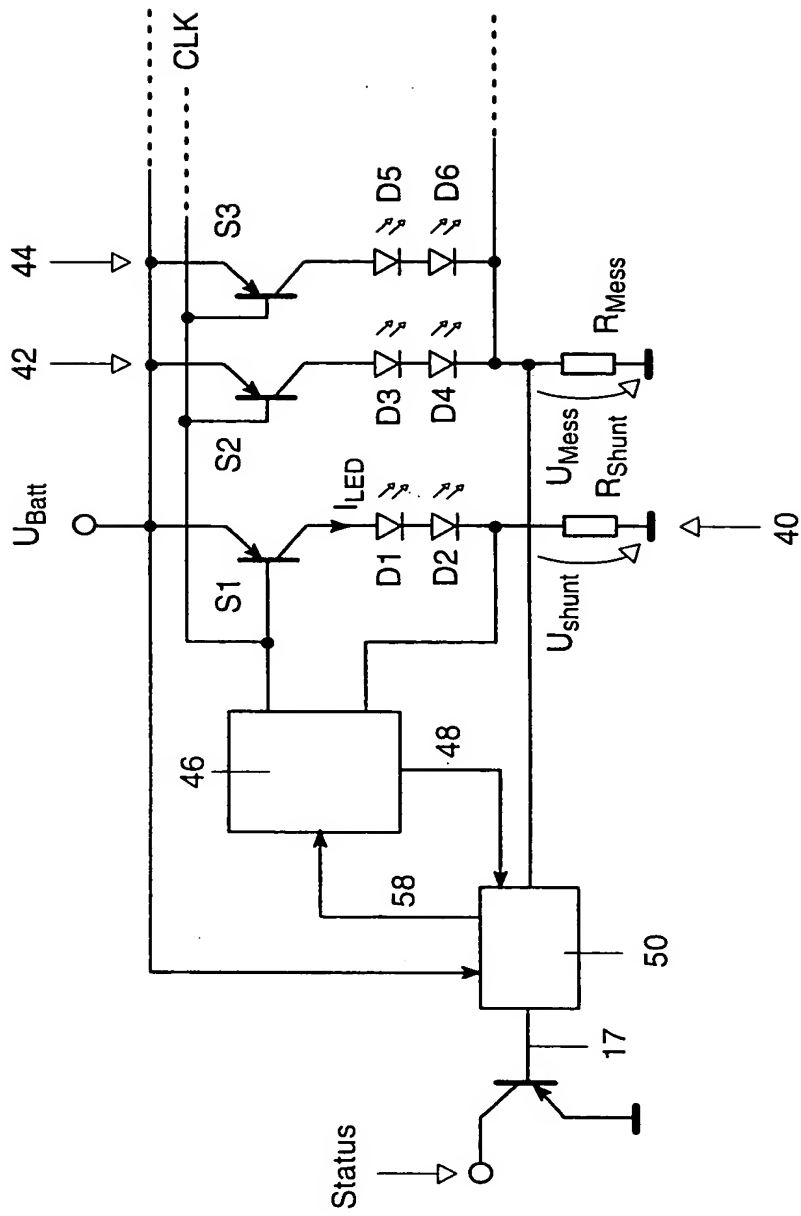 44
CLK
42
S3
D5
D6
U_Batt
S2
D3
D4
R_Mess
U_Mess
S1
I_LED
D1
D2
R_Shunt
U_shunt
40
46
48
58
50
17
Status